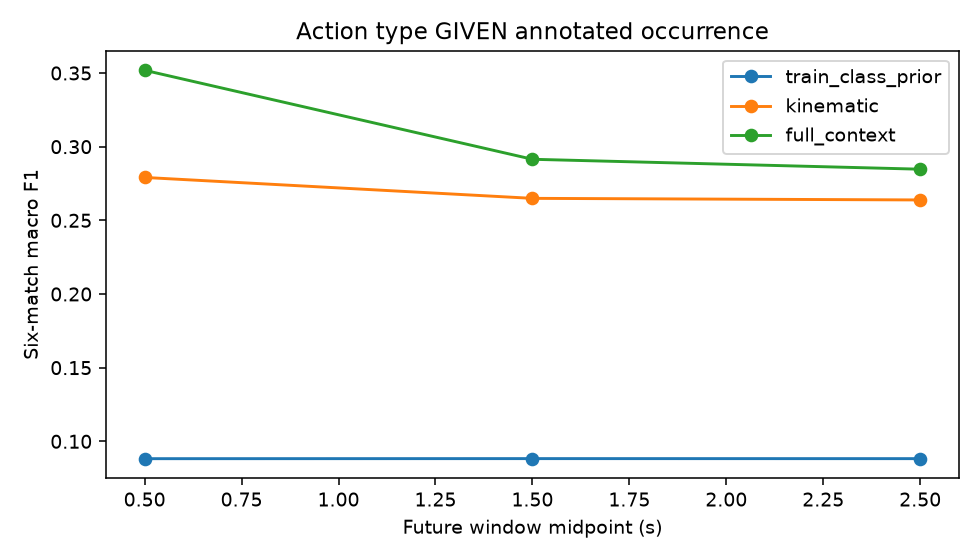 Action type GIVEN annotated occurrence
train_class_prior
kinematic
full_context
Six-match macro F1
0.35
0.30
0.25
0.20
0.15
0.10
0.50 0.75 1.00 1.25 1.50 1.75 2.00 2.25 2.50
Future window midpoint (s)